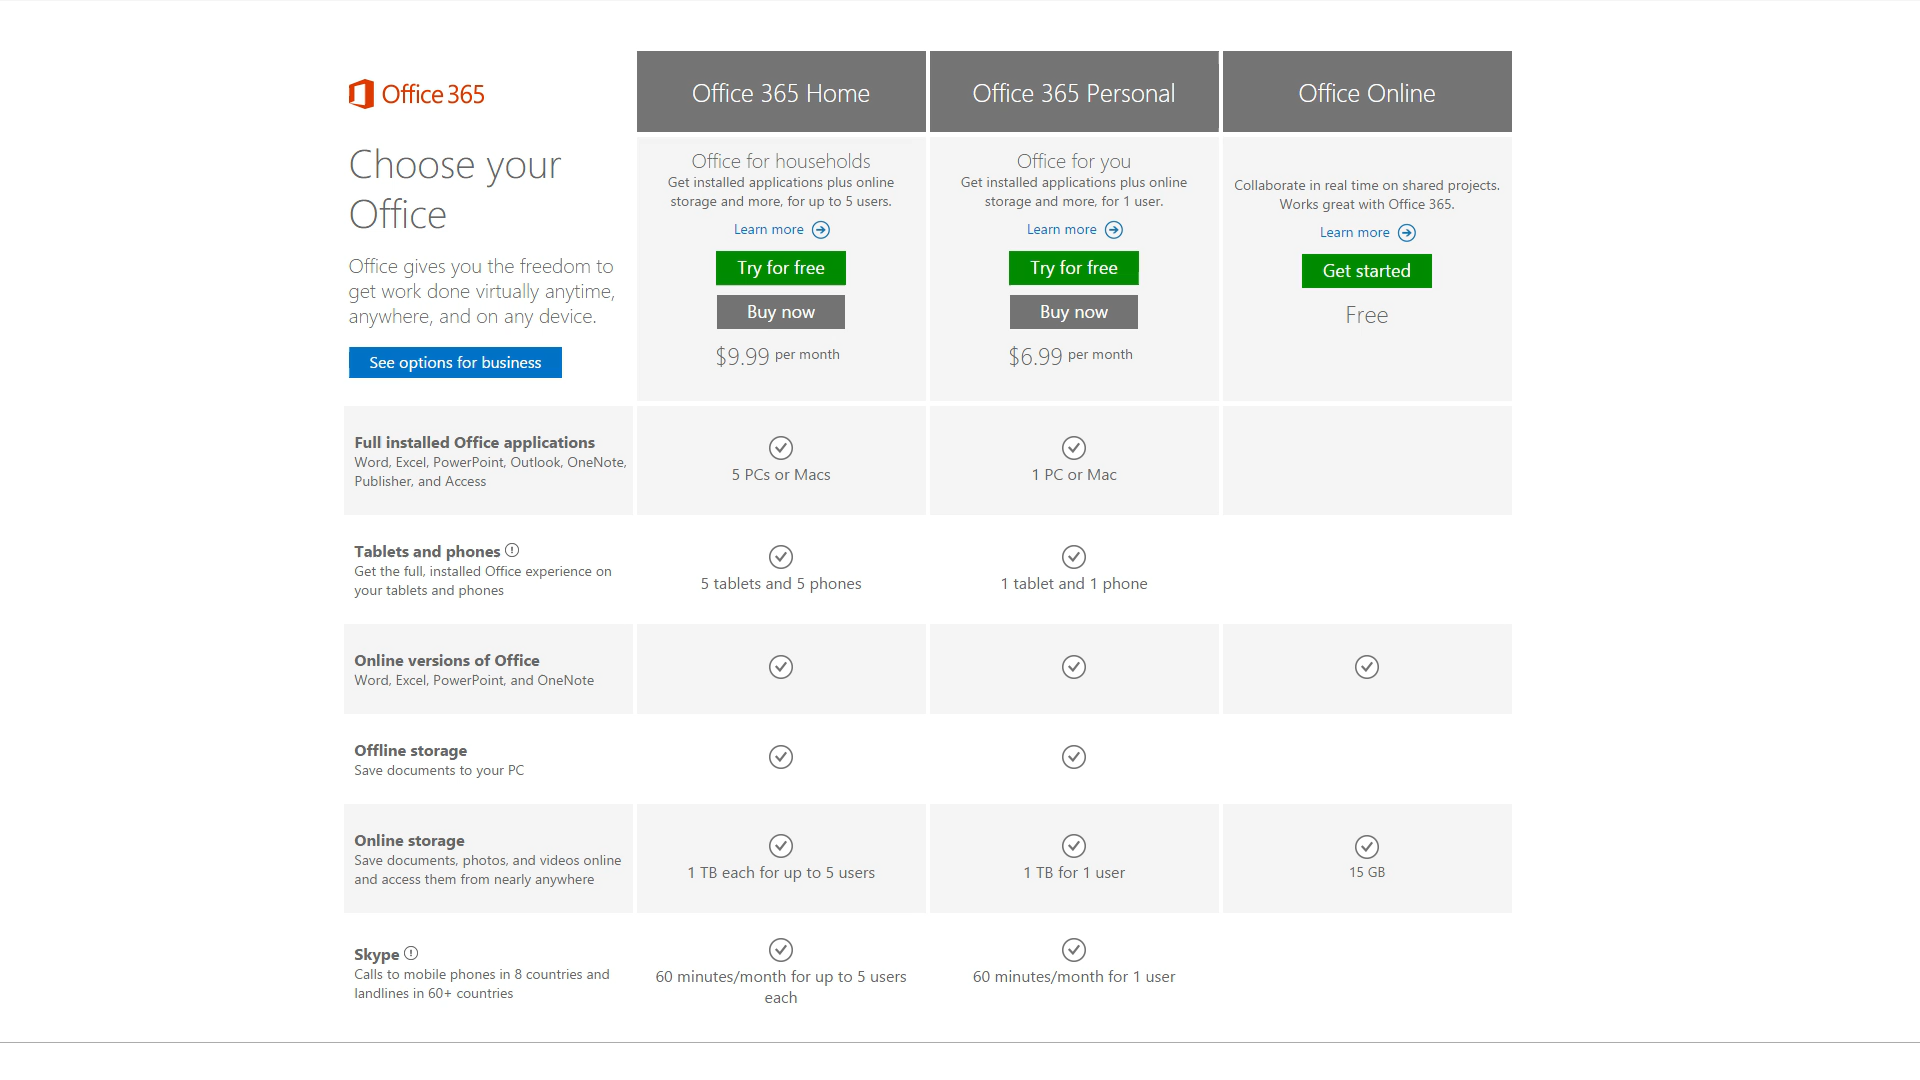 Office 365
Choose your
Office
Office gives you the freedom to
get work done virtually anytime,
anywhere, and on any device.
See options for business
Office 365 Home
Office for households
Get installed applications plus online
storage and more, for up to 5 users.
Learn more
Try for free
Buy now
$9.99 per month
Office 365 Personal
Office for you
Get installed applications plus online
storage and more, for 1 user.
Learn more
Try for free
Buy now
$6.99 per month
Office Online
Collaborate in real time on shared projects.
Works great with Office 365.
Learn more
Get started
Free
Full installed Office applications
Word, Excel, PowerPoint, Outlook, OneNote,
Publisher, and Access
5 PCs or Macs
1 PC or Mac
Tablets and phones
Get the full, installed Office experience on
your tablets and phones
5 tablets and 5 phones
1 tablet and 1 phone
Online versions of Office
Word, Excel, PowerPoint, and OneNote
Offline storage
Save documents to your PC
Online storage
Save documents, photos, and videos online
and access them from nearly anywhere
1 TB each for up to 5 users
1 TB for 1 user
15 GB
Skype
Calls to mobile phones in 8 countries and
landlines in 60+ countries
60 minutes/month for up to 5 users
each
60 minutes/month for 1 user